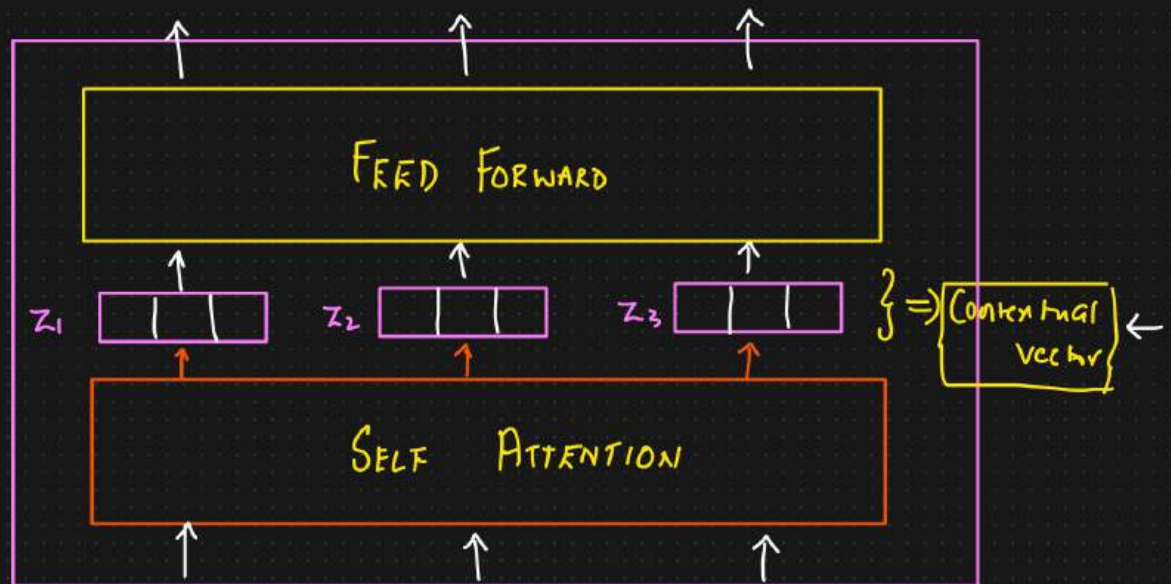 FEED FORWARD
Z1 Z2 Z3 } => Contextual
vector
SELF ATTENTION